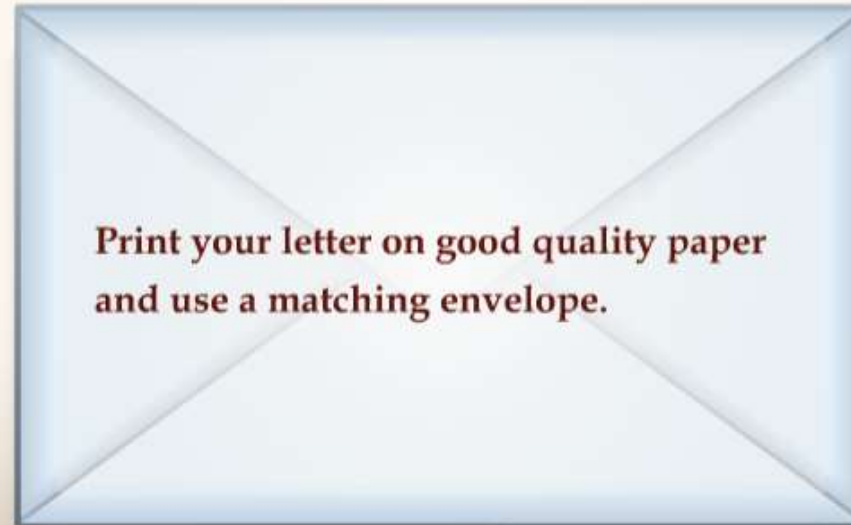 Print your letter on good quality paper
and use a matching envelope.